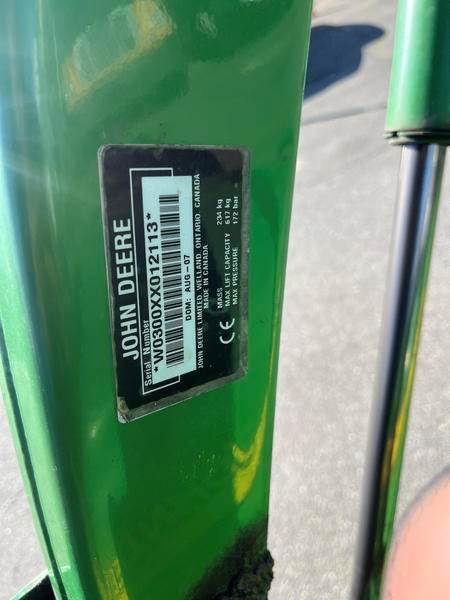 JOHN DEERE
Serial Number
*W0300XX012113*
DOM: AUG-07
JOHN DEERE LIMITED, WELLAND, ONTARIO CANADA
MADE IN CANADA
MASS 234 kg
MAX LIFT CAPACITY 617 kg
MAX PRESSURE 172 bar
CE